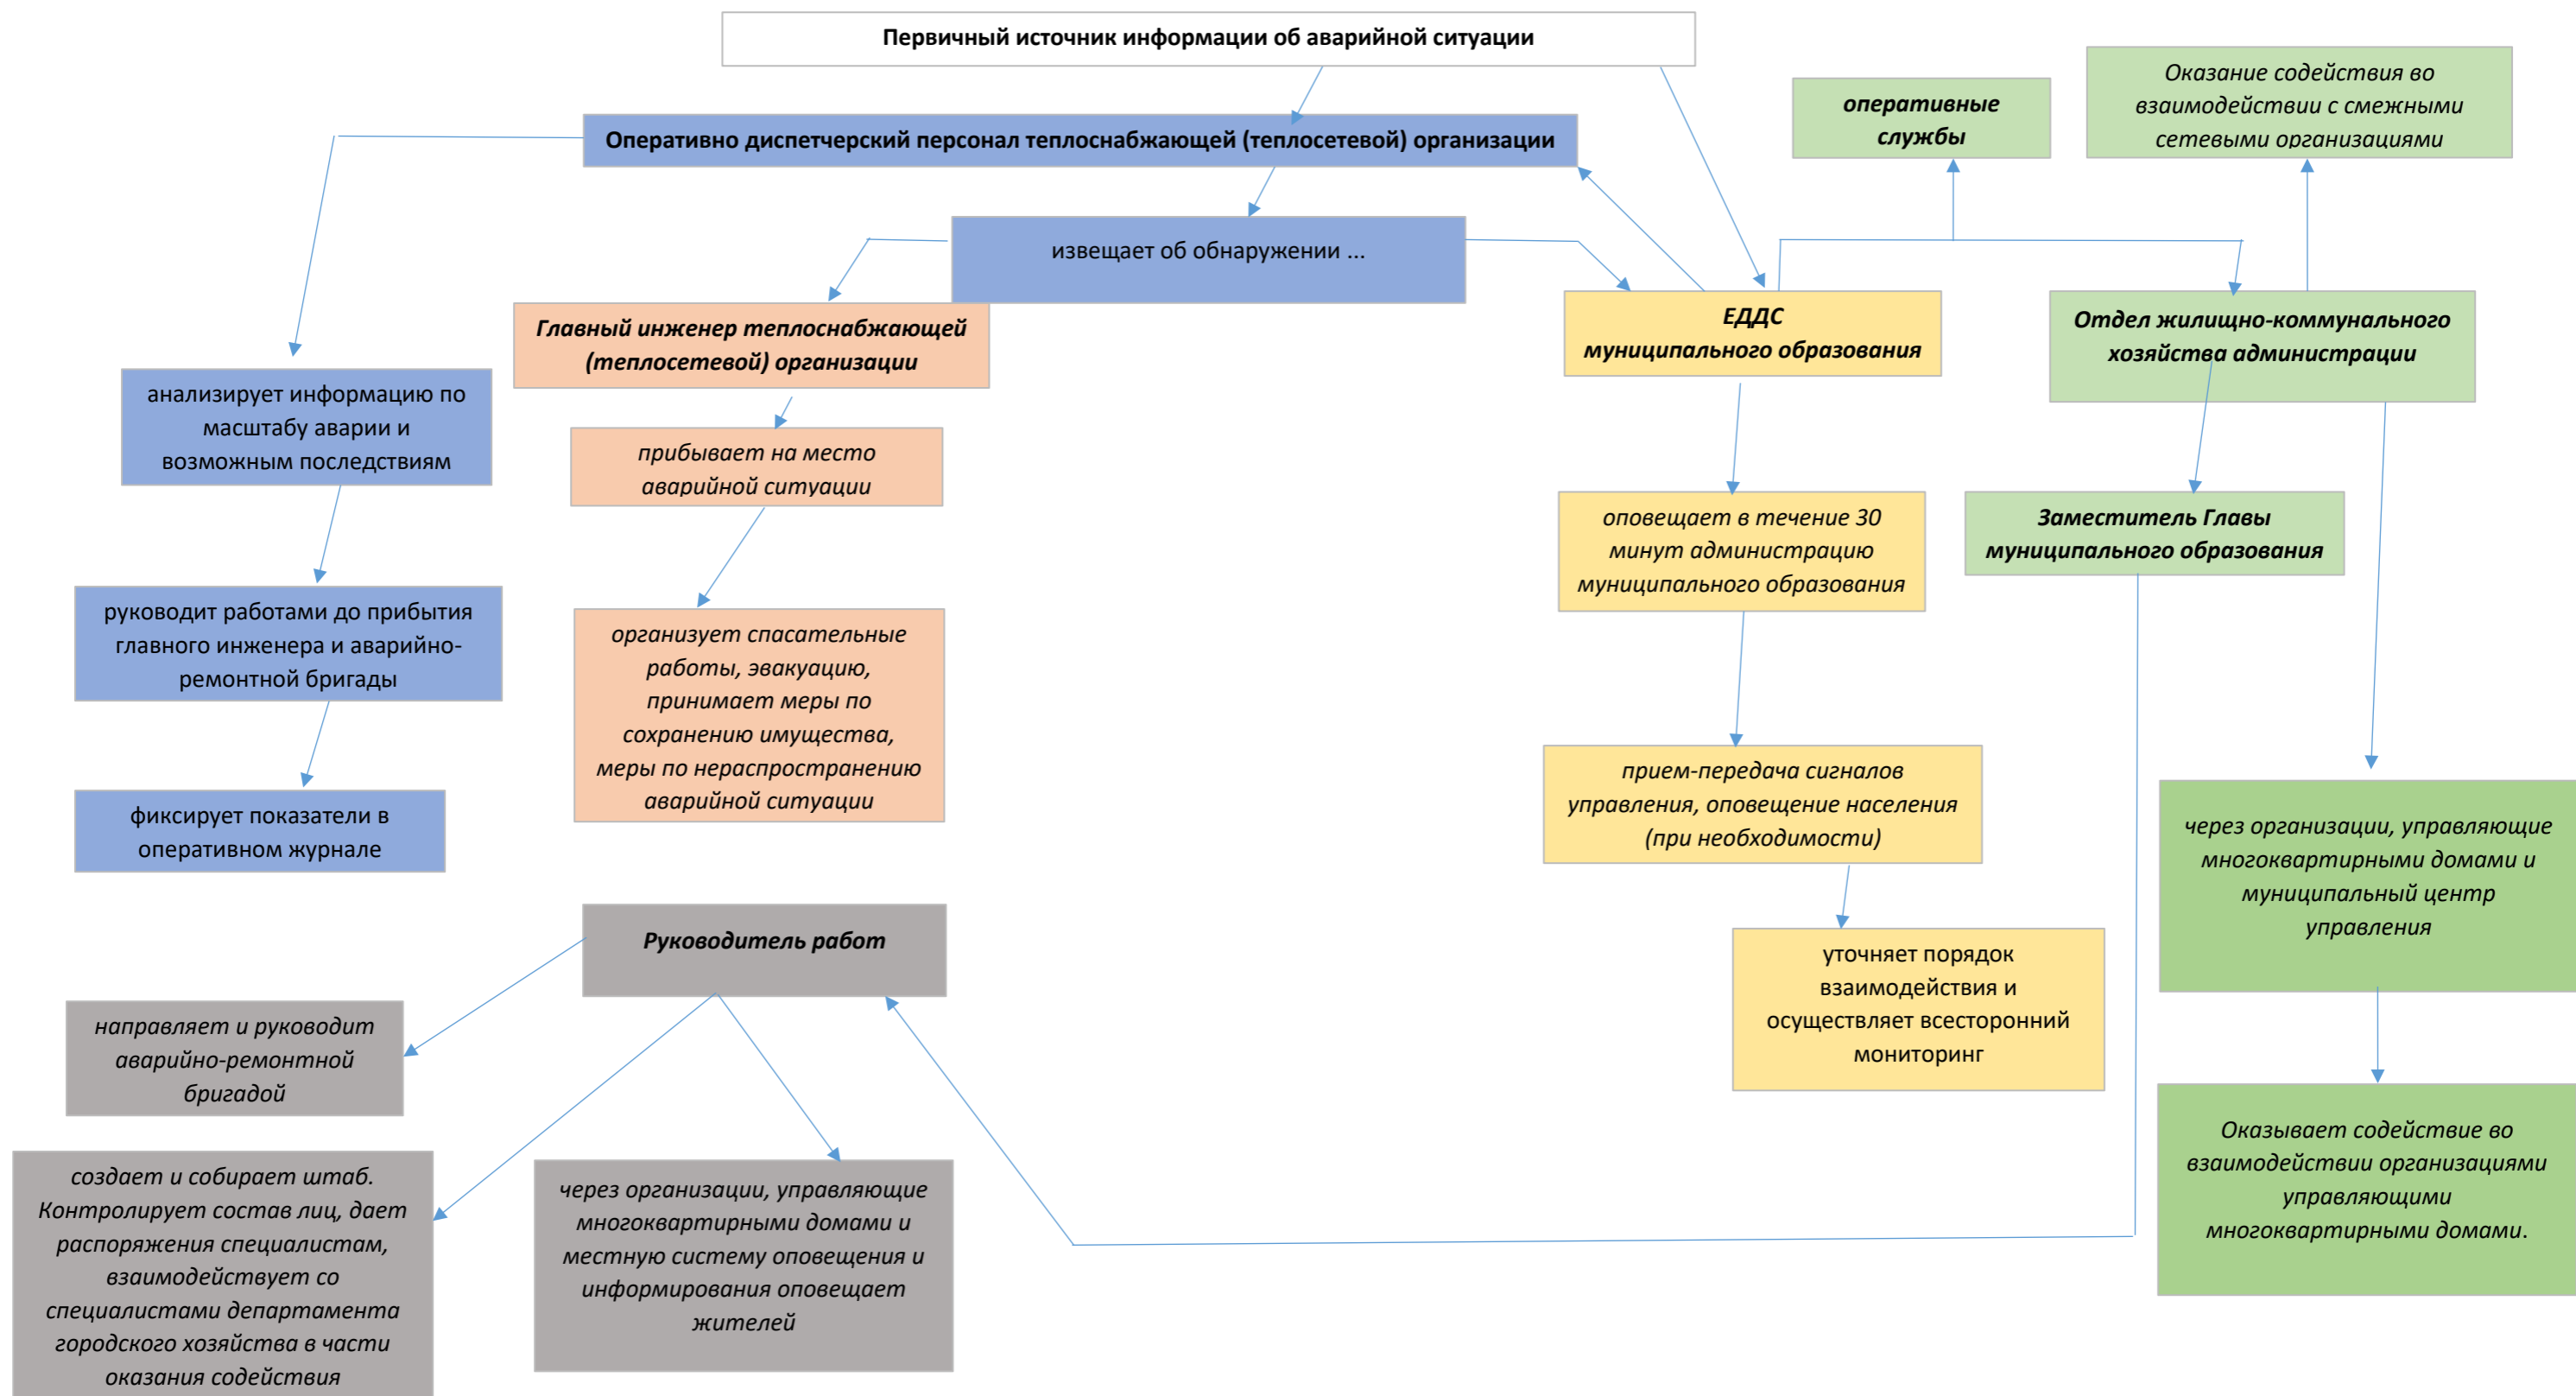 Первичный источник информации об аварийной ситуации
оперативные
службы
Оказание содействия во
взаимодействии с смежными
сетевыми организациями
Оперативно диспетчерский персонал теплоснабжающей (теплосетевой) организации
извещает об обнаружении ...
Главный инженер теплоснабжающей
(теплосетевой) организации
ЕДДС
муниципального образования
Отдел жилищно-коммунального
хозяйства администрации
анализирует информацию по
масштабу аварии и
возможным последствиям
прибывает на место
аварийной ситуации
оповещает в течение 30
минут администрацию
муниципального образования
Заместитель Главы
муниципального образования
руководит работами до прибытия
главного инженера и аварийно-
ремонтной бригады
организует спасательные
работы, эвакуацию,
принимает меры по
сохранению имущества,
меры по нераспространению
аварийной ситуации
прием-передача сигналов
управления, оповещение населения
(при необходимости)
через организации, управляющие
многоквартирными домами и
муниципальный центр
управления
фиксирует показатели в
оперативном журнале
Руководитель работ
уточняет порядок
взаимодействия и
осуществляет всесторонний
мониторинг
направляет и руководит
аварийно-ремонтной
бригадой
Оказывает содействие во
взаимодействии организациями
управляющими
многоквартирными домами.
создает и собирает штаб.
Контролирует состав лиц, дает
распоряжения специалистам,
взаимодействует со
специалистами департамента
городского хозяйства в части
оказания содействия
через организации, управляющие
многоквартирными домами и
местную систему оповещения и
информирования оповещает
жителей